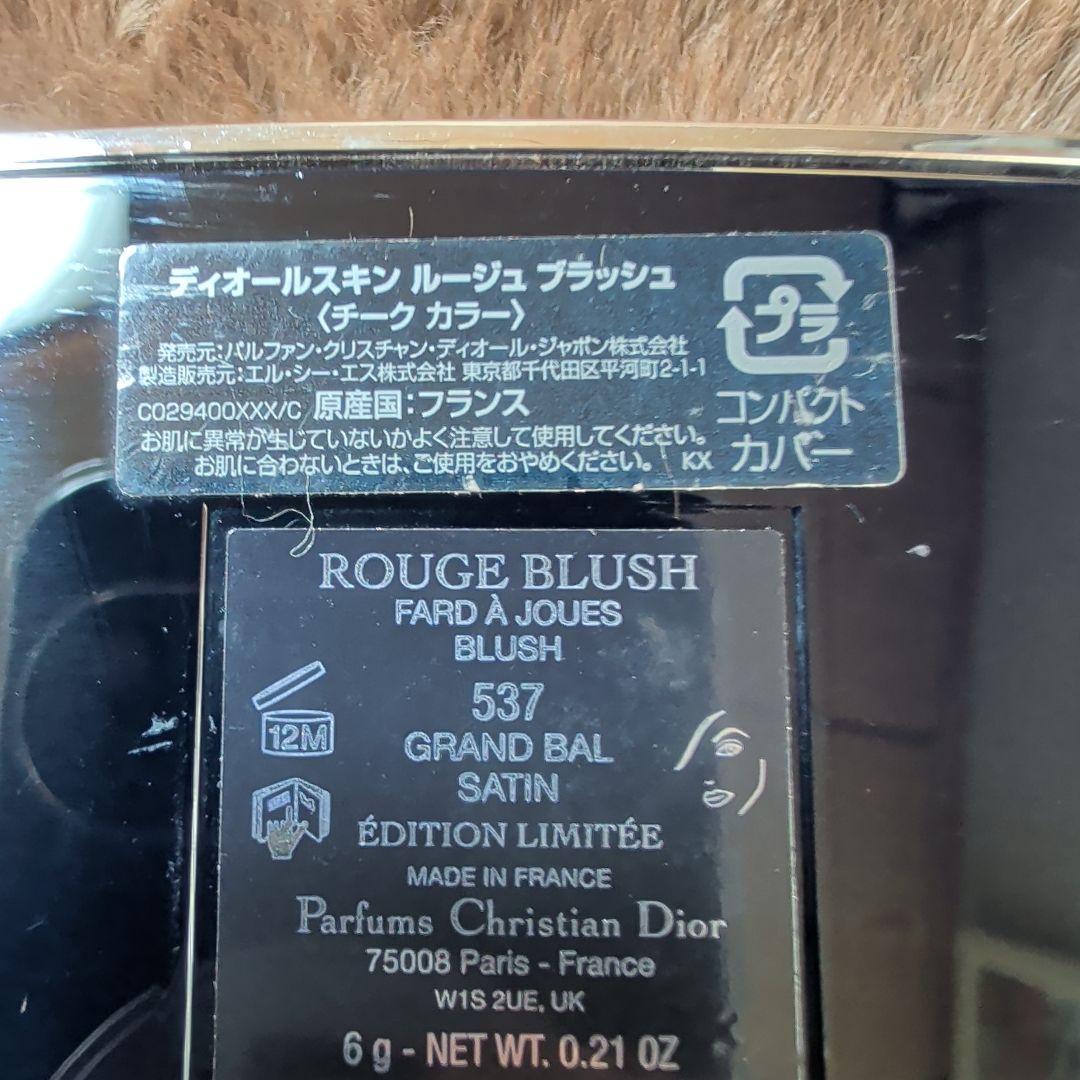 ディオールスキン ルージュ ブラッシュ
〈チーク カラー〉
発売元:パルファン・クリスチャン・ディオール・ジャポン株式会社
製造販売元:エル・シー・エス株式会社 東京都千代田区平河町2-1-1
C029400XXX/C 原産国:フランス
お肌に異常が生じていないかよく注意して使用してください。
お肌に合わないときは、ご使用をおやめください。 KX
プラ
コンパクト
カバー
ROUGE BLUSH
FARD À JOUES
BLUSH
537
GRAND BAL
SATIN
12M
ÉDITION LIMITÉE
MADE IN FRANCE
Parfums Christian Dior
75008 Paris - France
W1S 2UE, UK
6 g - NET WT. 0.21 OZ